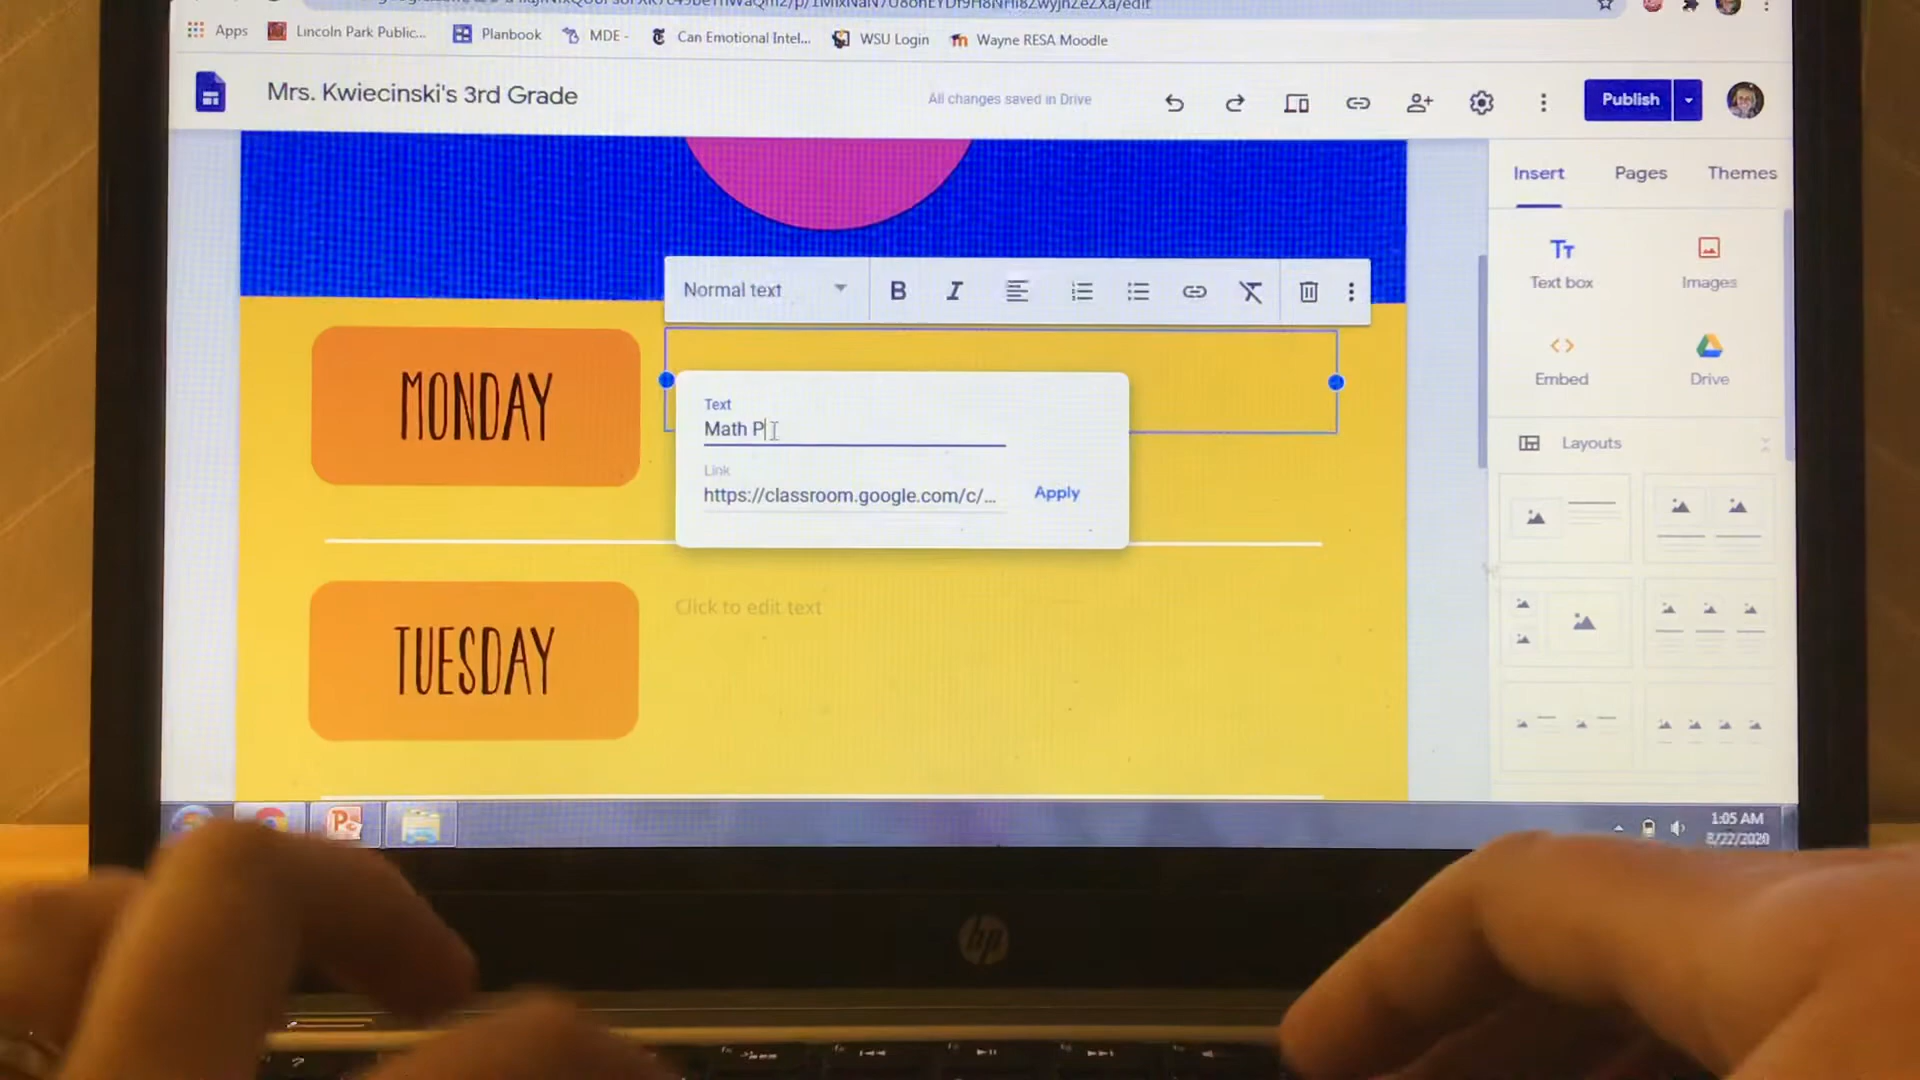 Apps
Lincoln Park Public...
Planbook
MDE -
Can Emotional Intel...
WSU Login
Wayne RESA Moodle
Mrs. Kwiecinski's 3rd Grade
All changes saved in Drive
Publish
Insert
Pages
Themes
Normal text
Text box
Images
Embed
Drive
MONDAY
Text
Math P
Link
https://classroom.google.com/c/...
Apply
Layouts
TUESDAY
Click to edit text
1:05 AM
8/22/2020
hp